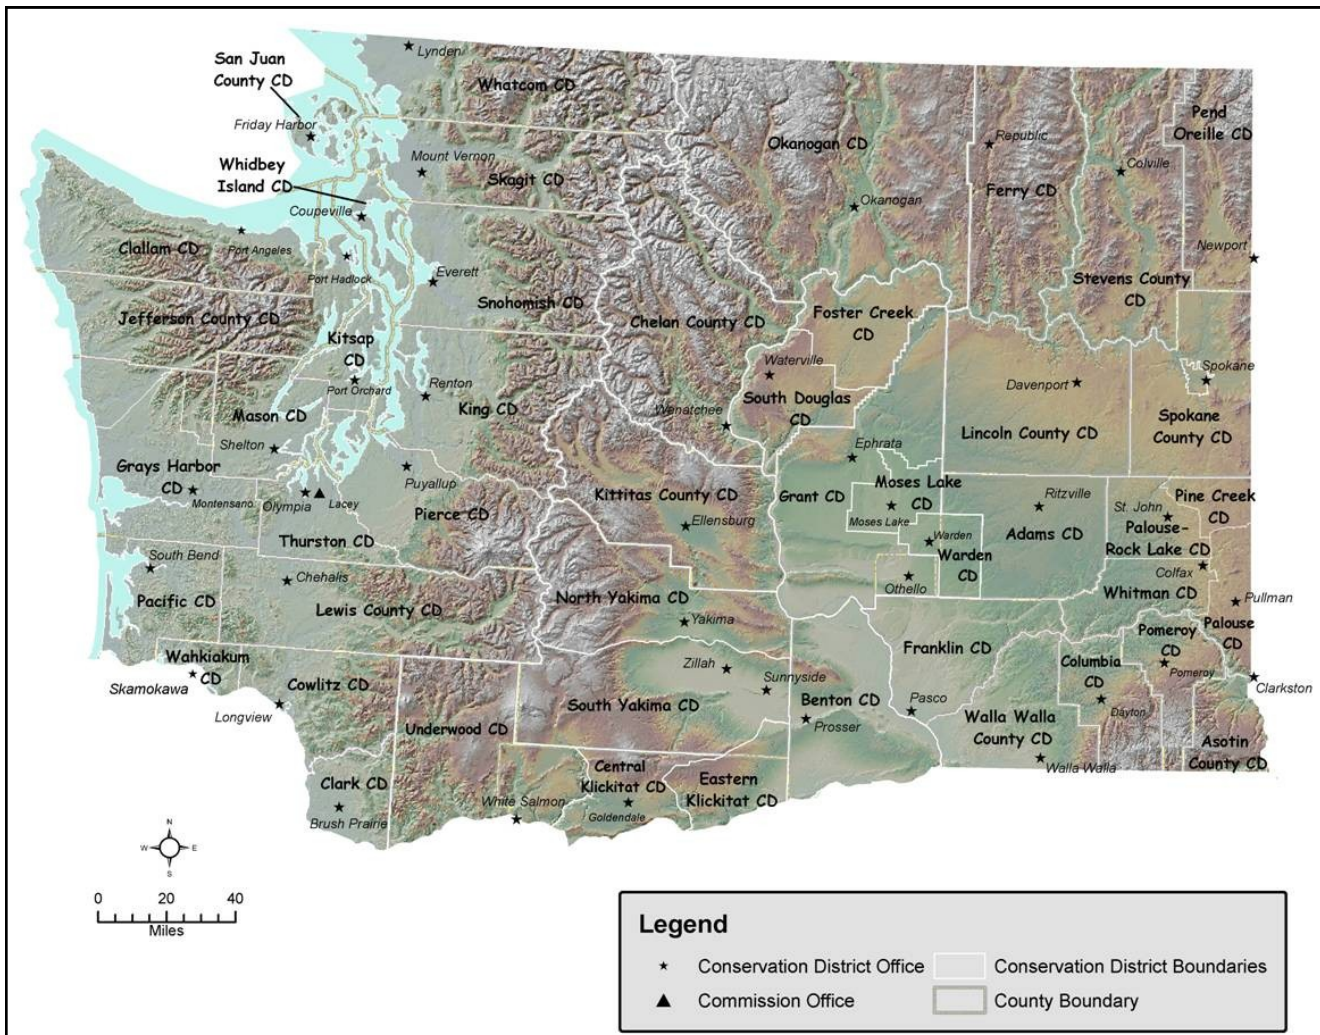 Lynden
San Juan
County CD
Whatcom CD
Friday Harbor
Pend
Oreille CD
Okanogan CD
Republic
Mount Vernon
Whidbey
Island CD
Skagit CD
Colville
Ferry CD
Okanogan
Coupeville
Port Angeles
Clallam CD
Newport
Port Hadlock
Everett
Stevens County
CD
Snohomish CD
Jefferson County CD
Chelan County CD
Foster Creek
CD
Kitsap
CD
Waterville
Spokane
Port Orchard
Renton
Davenport
King CD
South Douglas
CD
Mason CD
Wenatchee
Spokane
County CD
Lincoln County CD
Shelton
Ephrata
Grays Harbor
CD
Puyallup
Montensano
Olympia
Lacey
Kittitas County CD
Grant CD
Moses Lake
CD
Ritzville
Pine Creek
CD
St. John
Pierce CD
Ellensburg
Moses Lake
Palouse-
Rock Lake CD
Thurston CD
Warden
Adams CD
South Bend
Warden
CD
Colfax
Chehalis
Othello
Whitman CD
Pacific CD
Lewis County CD
North Yakima CD
Pullman
Yakima
Palouse
CD
Pomeroy
CD
Franklin CD
Wahkiakum
CD
Zillah
Columbia
CD
Pomeroy
Sunnyside
Clarkston
Skamokawa
Cowlitz CD
Longview
South Yakima CD
Benton CD
Pasco
Dayton
Underwood CD
Prosser
Walla Walla
County CD
Asotin
County CD
Walla Walla
Central
Klickitat CD
Eastern
Klickitat CD
Clark CD
White Salmon
Goldendale
Brush Prairie
N
W E
S
0 20 40
Miles
Legend
Conservation District Office
Conservation District Boundaries
Commission Office
County Boundary